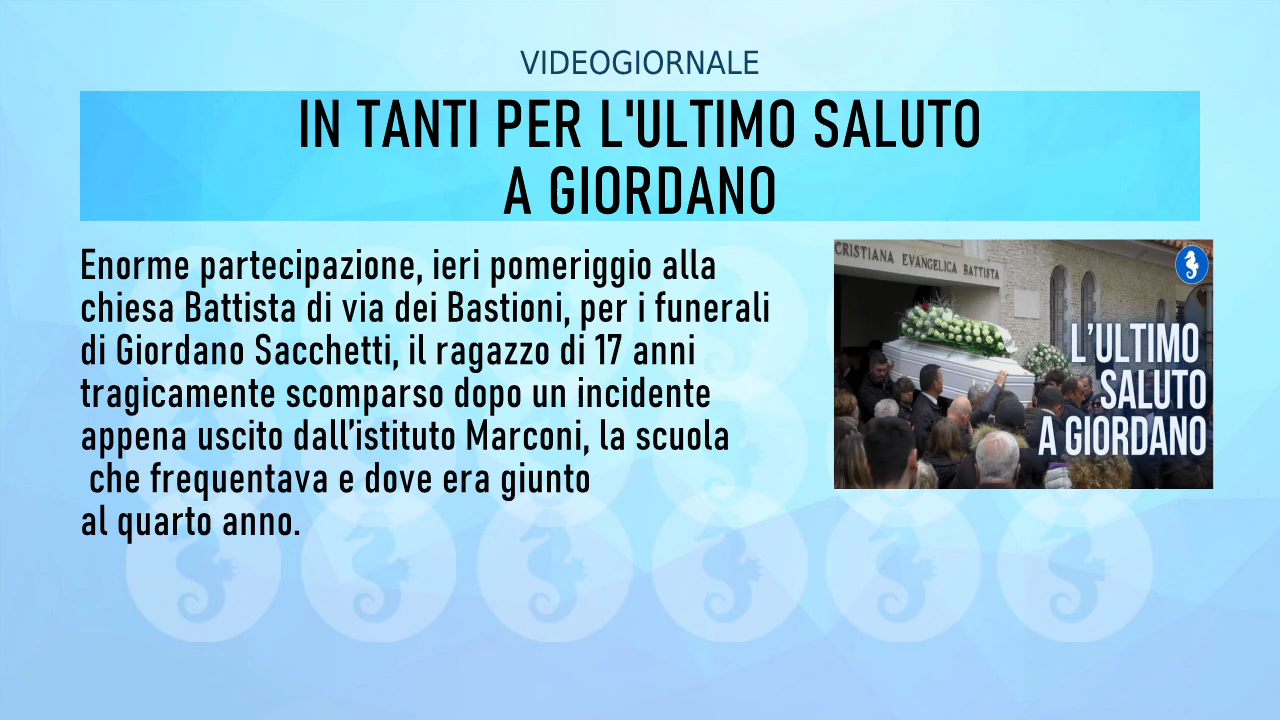 VIDEOGIORNALE
IN TANTI PER L'ULTIMO SALUTO
A GIORDANO
Enorme partecipazione, ieri pomeriggio alla
chiesa Battista di via dei Bastioni, per i funerali
di Giordano Sacchetti, il ragazzo di 17 anni
tragicamente scomparso dopo un incidente
appena uscito dall’istituto Marconi, la scuola
che frequentava e dove era giunto
al quarto anno.
CRISTIANA EVANGELICA BATTISTA
L’ULTIMO
SALUTO
A GIORDANO